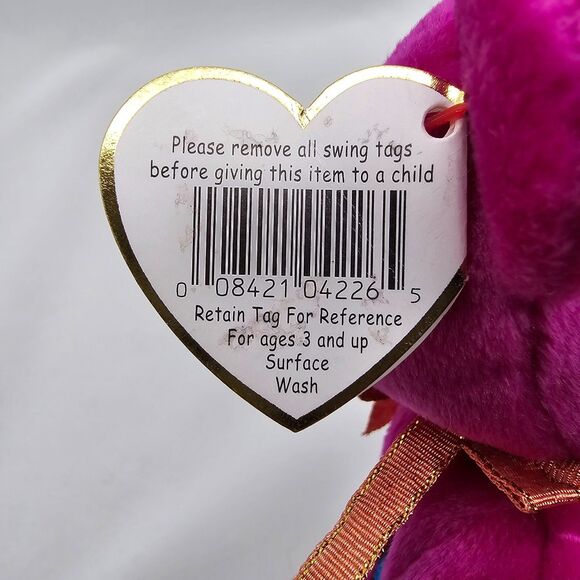 Please remove all swing tags
before giving this item to a child
0 08421 04226 5
Retain Tag For Reference
For ages 3 and up
Surface
Wash